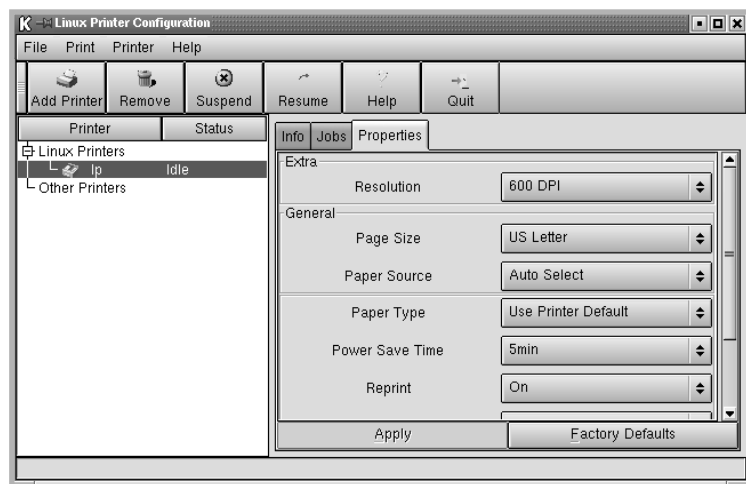 Linux Printer Configuration
File Print Printer Help
Add Printer Remove Suspend Resume Help Quit
Printer Status
Linux Printers
lp Idle
Other Printers
Info Jobs Properties
Extra
Resolution 600 DPI
General
Page Size US Letter
Paper Source Auto Select
Paper Type Use Printer Default
Power Save Time 5min
Reprint On
Apply Factory Defaults